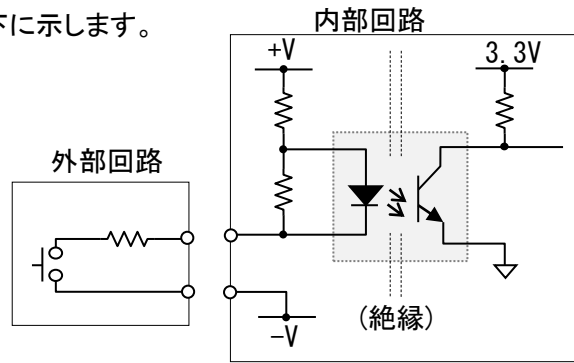 下に示します。
内部回路
+V
3.3V
外部回路
(絶縁)
-V